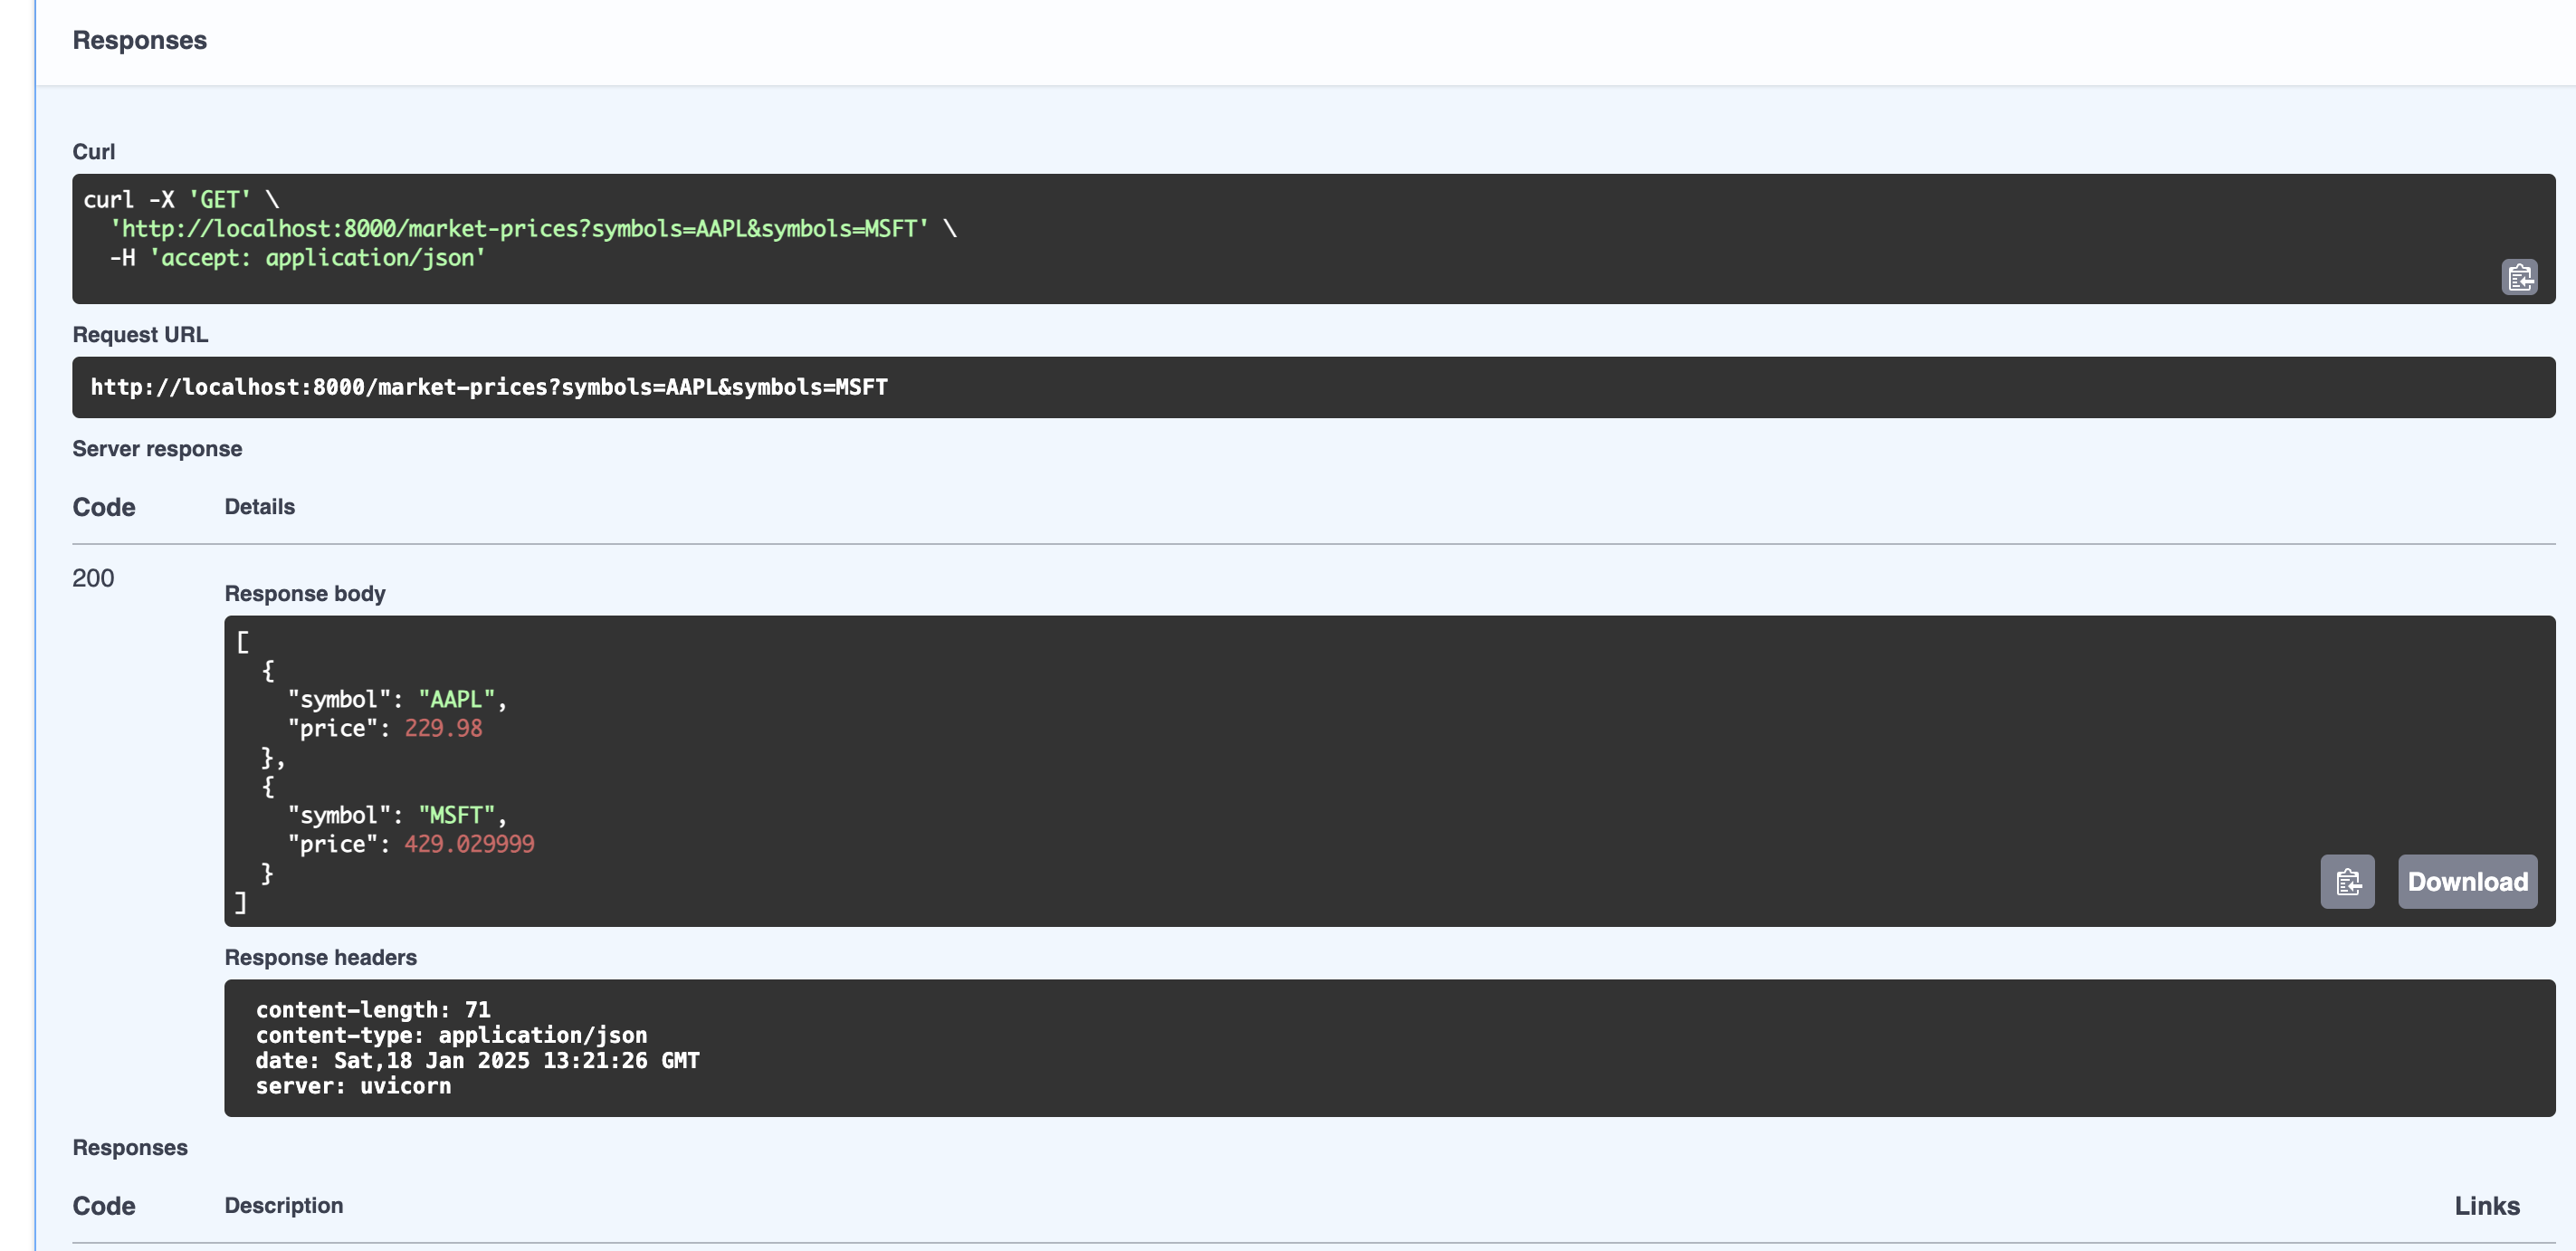 Responses
Curl
curl -X 'GET' \
  'http://localhost:8000/market-prices?symbols=AAPL&symbols=MSFT' \
  -H 'accept: application/json'
Request URL
http://localhost:8000/market-prices?symbols=AAPL&symbols=MSFT
Server response
Code Details
200
Response body
[
  {
    "symbol": "AAPL",
    "price": 229.98
  },
  {
    "symbol": "MSFT",
    "price": 429.029999
  }
]
Download
Response headers
content-length: 71
content-type: application/json
date: Sat,18 Jan 2025 13:21:26 GMT
server: uvicorn
Responses
Code Description Links